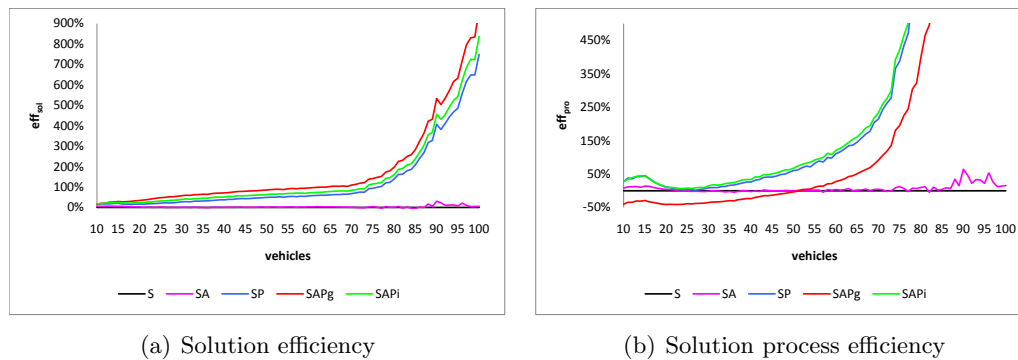 900%
800%
700%
600%
500%
400%
300%
200%
100%
0%
eff_sol
10 15 20 25 30 35 40 45 50 55 60 65 70 75 80 85 90 95 100
vehicles
S SA SP SAPg SAPi
(a) Solution efficiency
450%
350%
250%
150%
50%
-50%
eff_pro
10 15 20 25 30 35 40 45 50 55 60 65 70 75 80 85 90 95 100
vehicles
S SA SP SAPg SAPi
(b) Solution process efficiency